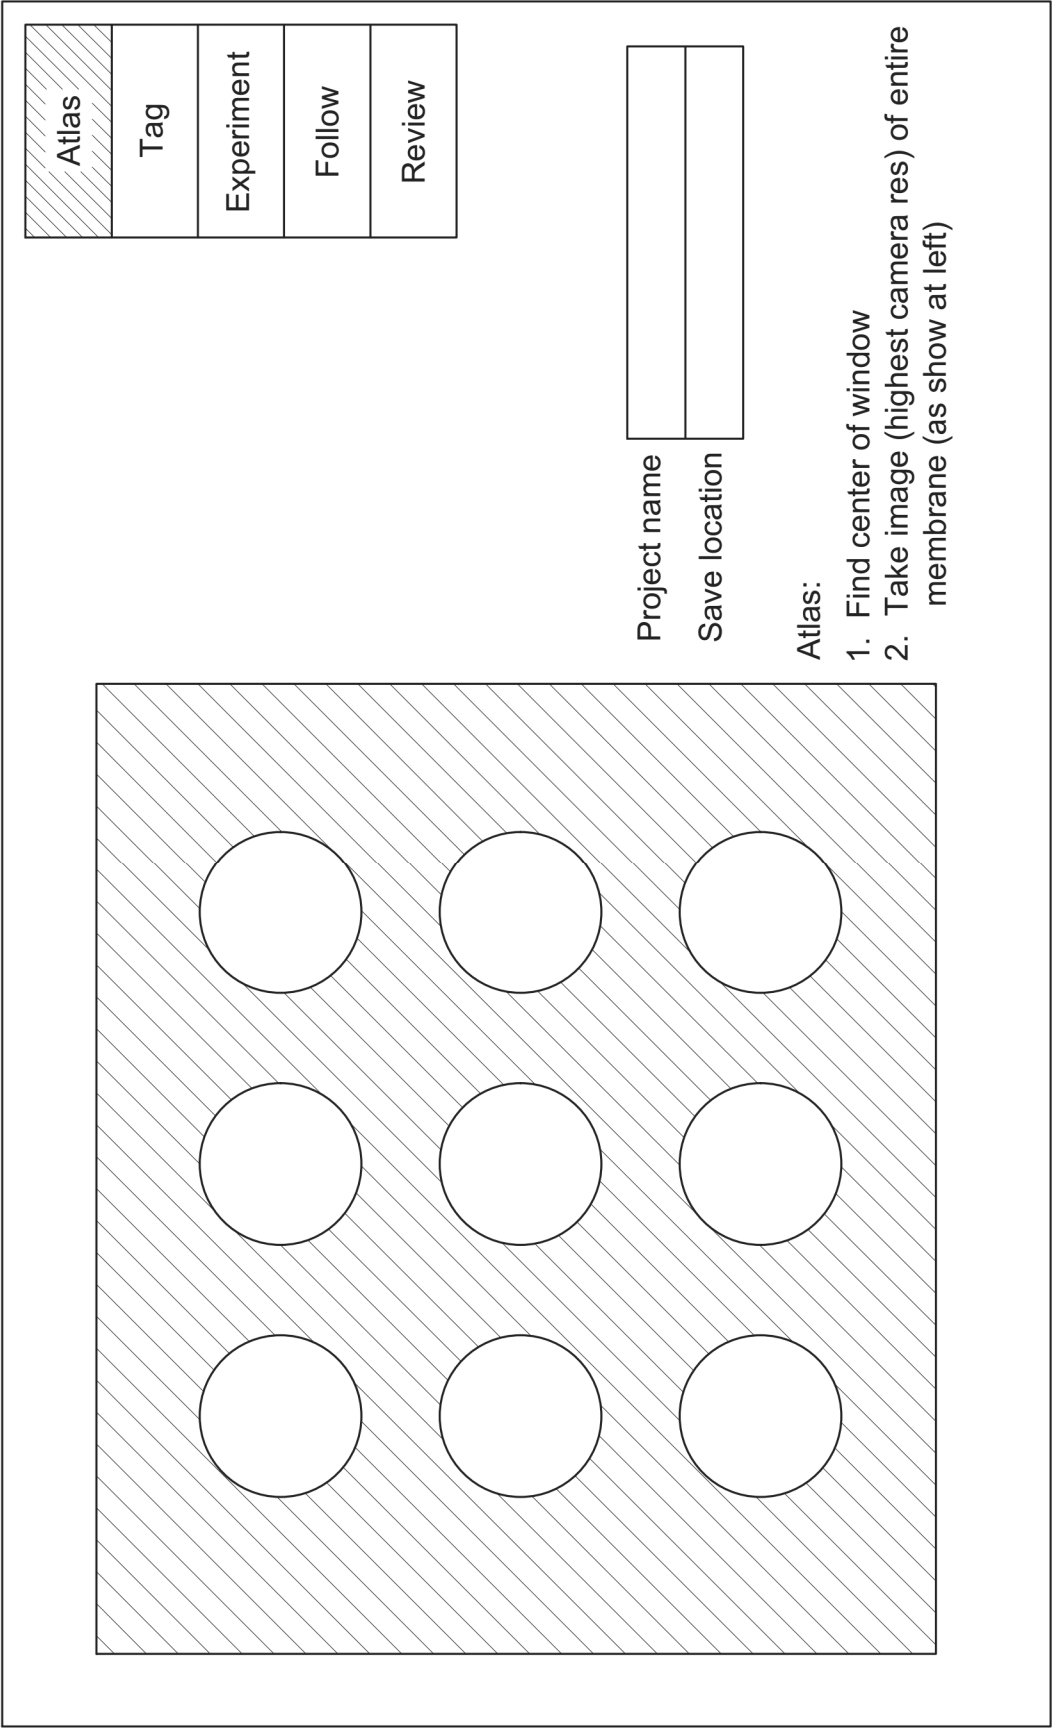 Atlas
Tag
Experiment
Follow
Review
Project name
Save location
Atlas:
1. Find center of window
2. Take image (highest camera res) of entire
membrane (as show at left)